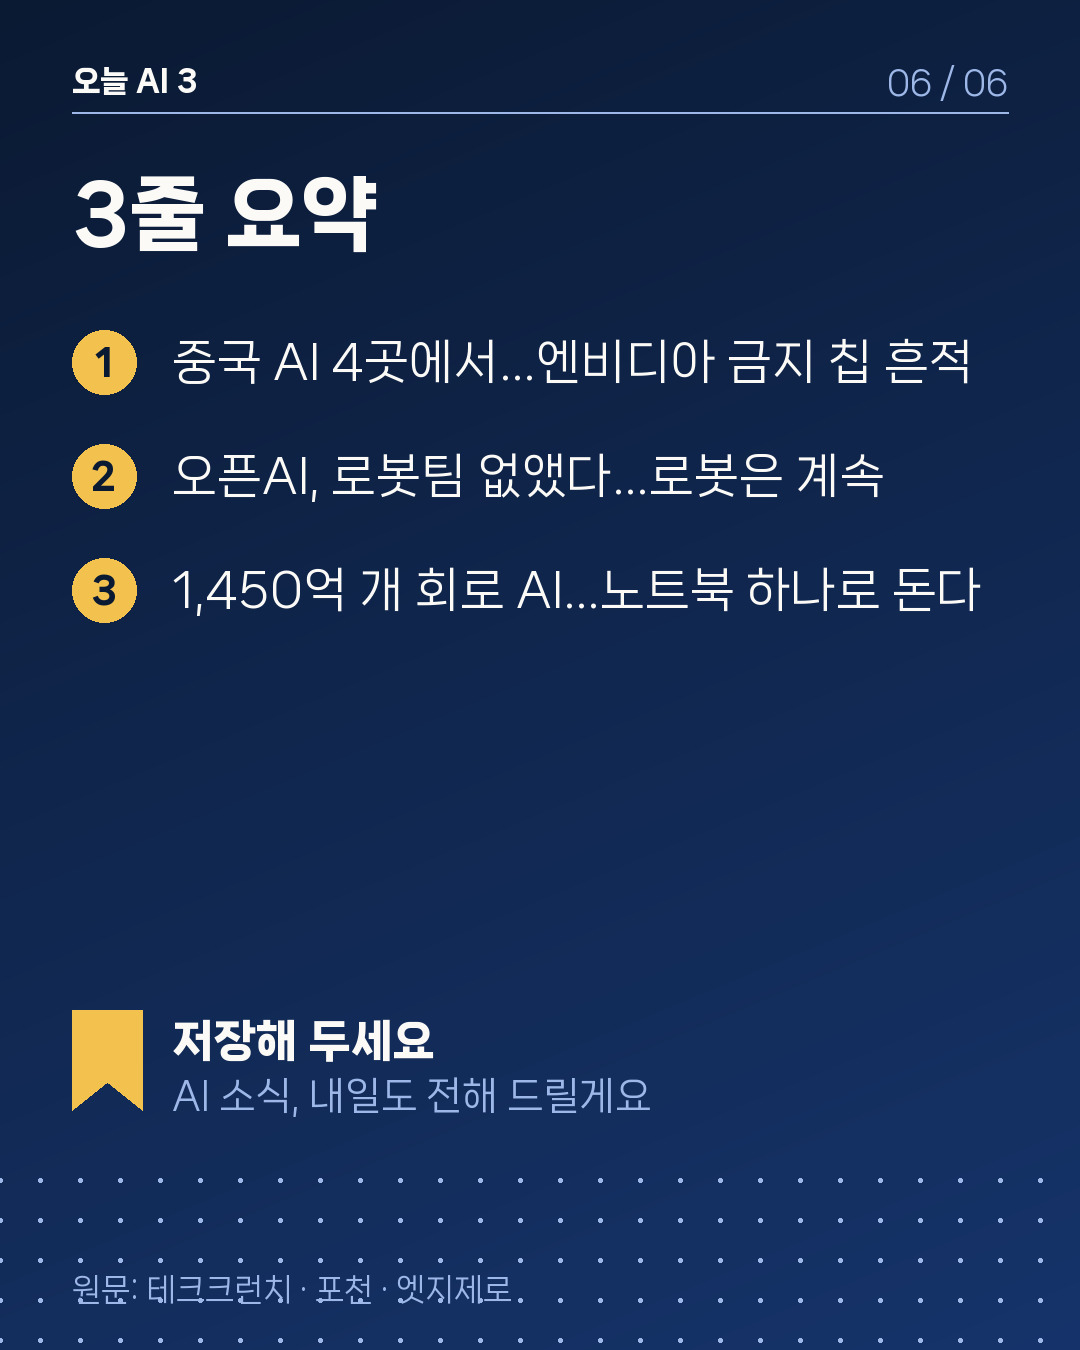 오늘 AI 3
06 / 06
3줄 요약
1 중국 AI 4곳에서...엔비디아 금지 칩 흔적
2 오픈AI, 로봇팀 없앴다...로봇은 계속
3 1,450억 개 회로 AI...노트북 하나로 돈다
저장해 두세요
AI 소식, 내일도 전해 드릴게요
원문: 테크크런치 · 포천 · 엣지제로